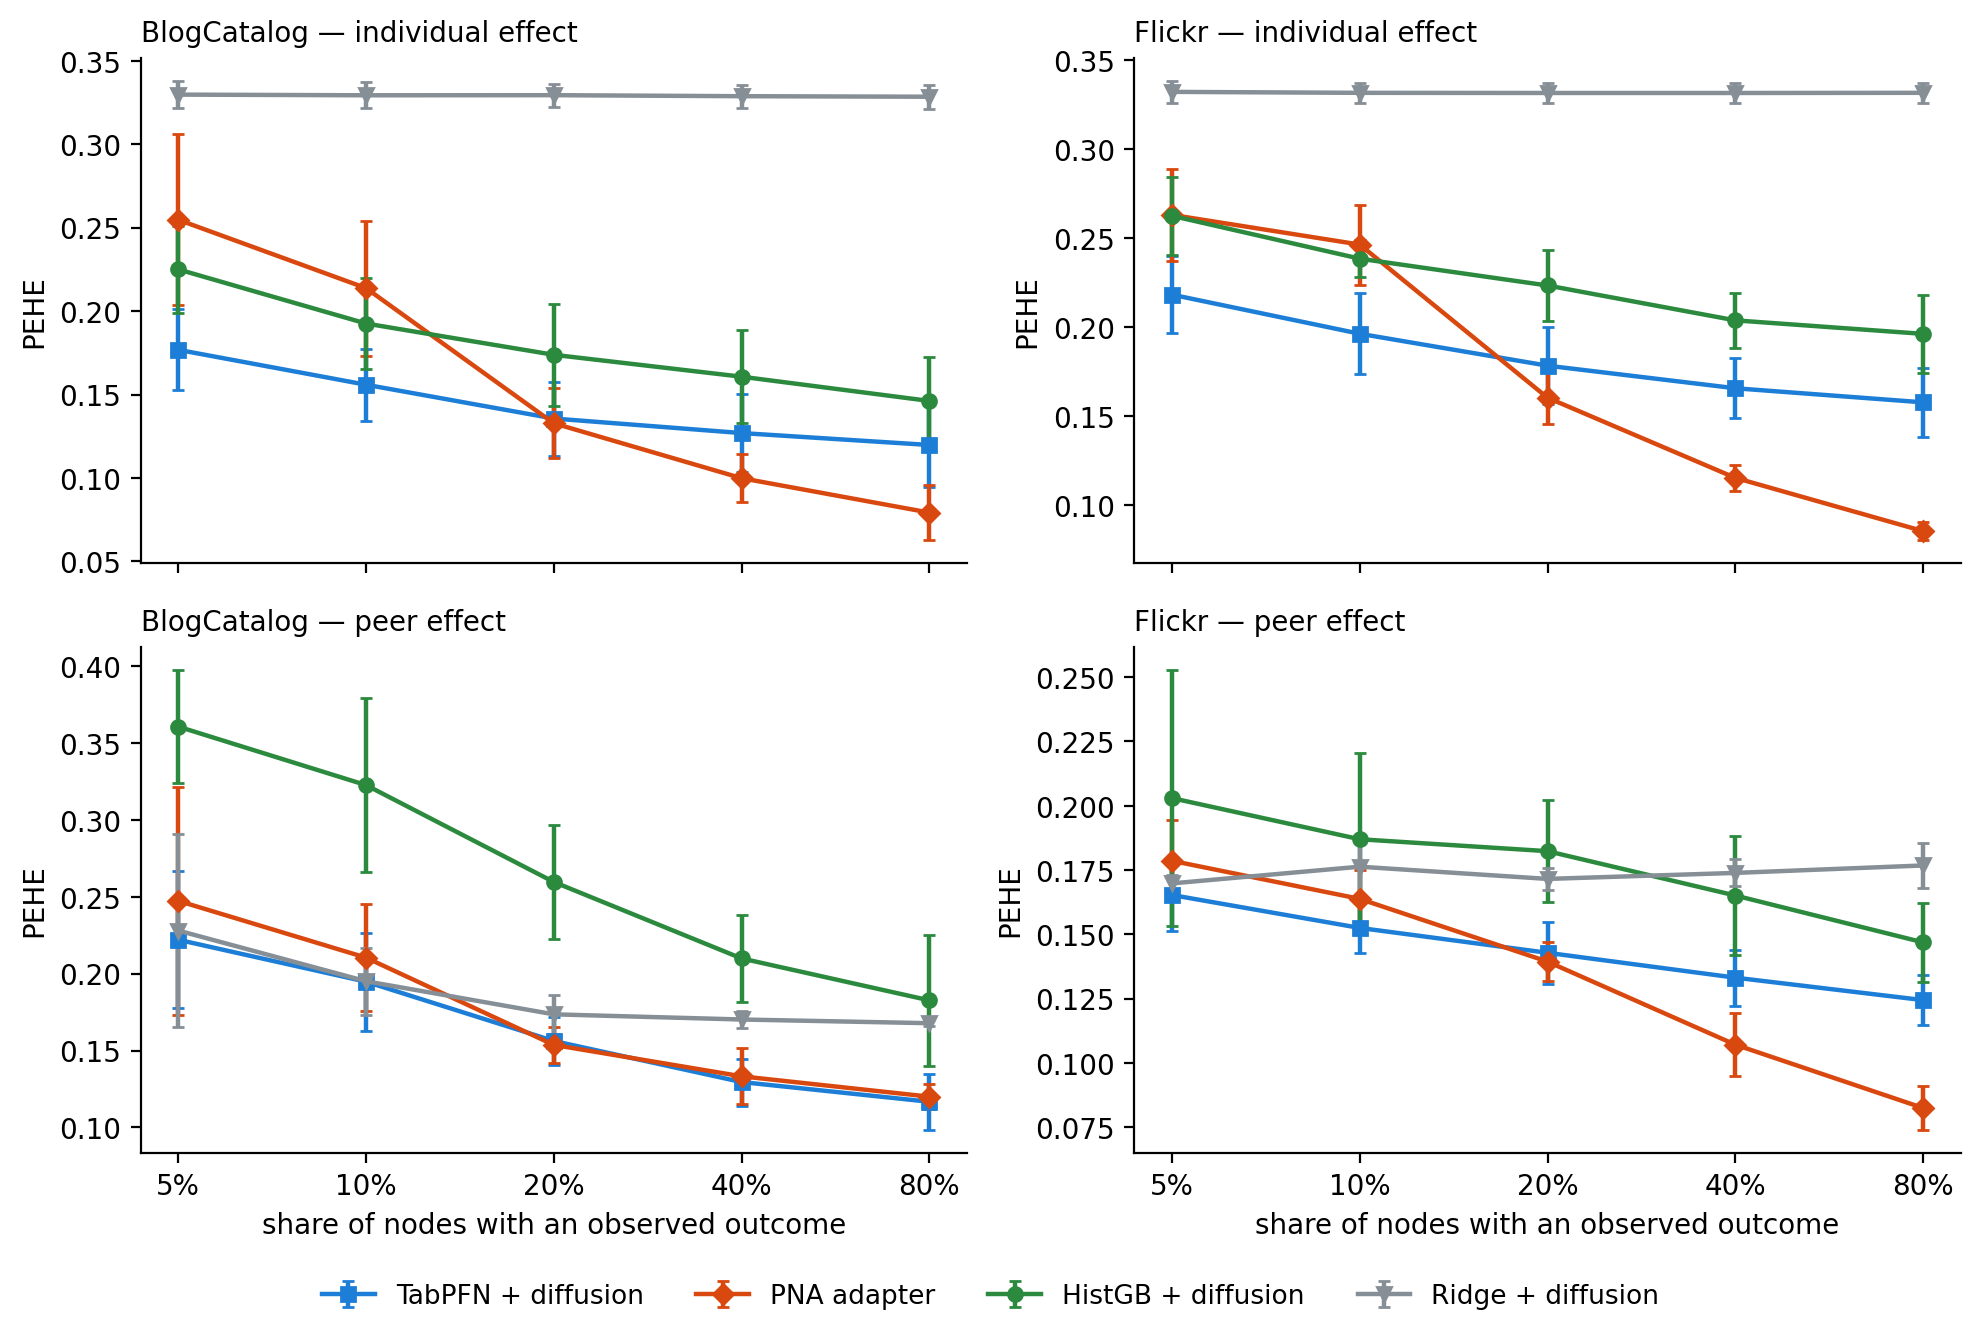 BlogCatalog — individual effect
PEHE
0.35
0.30
0.25
0.20
0.15
0.10
0.05
Flickr — individual effect
PEHE
0.35
0.30
0.25
0.20
0.15
0.10
BlogCatalog — peer effect
PEHE
0.40
0.35
0.30
0.25
0.20
0.15
0.10
5% 10% 20% 40% 80%
share of nodes with an observed outcome
Flickr — peer effect
PEHE
0.250
0.225
0.200
0.175
0.150
0.125
0.100
0.075
5% 10% 20% 40% 80%
share of nodes with an observed outcome
TabPFN + diffusion PNA adapter HistGB + diffusion Ridge + diffusion